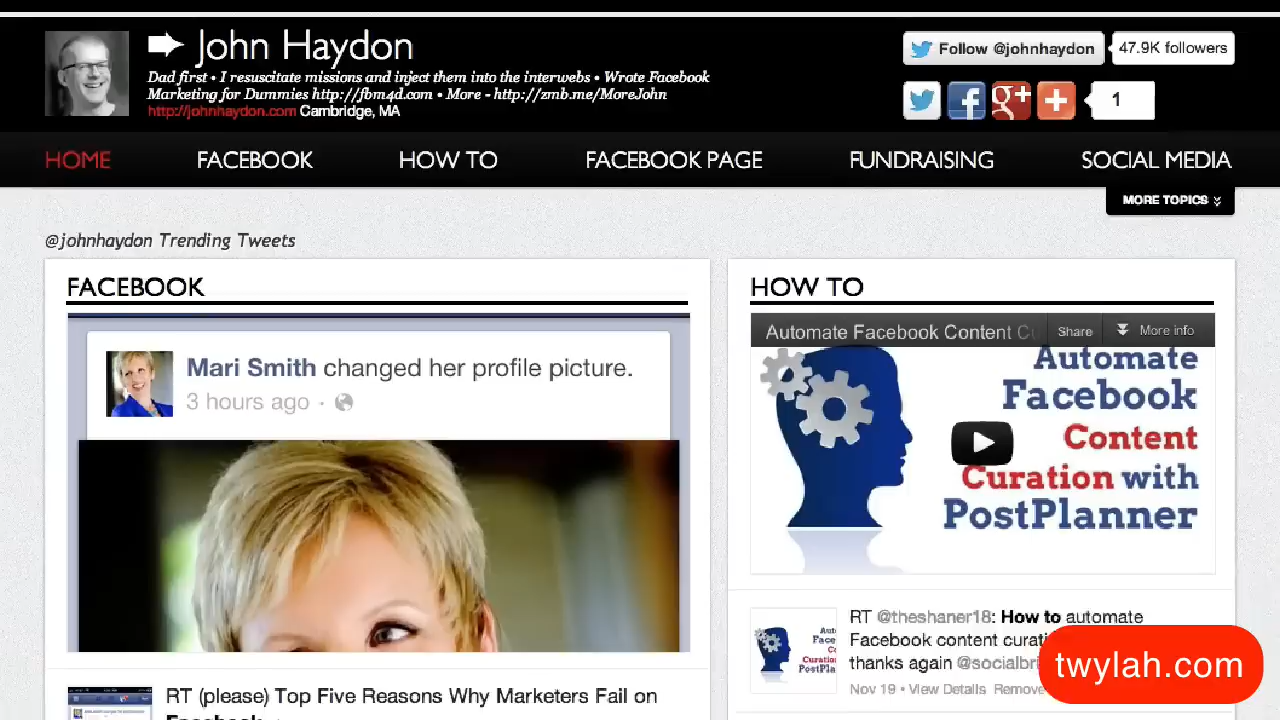 John Haydon
Dad first • I resuscitate missions and inject them into the interwebs • Wrote Facebook
Marketing for Dummies http://fbm4d.com • More - http://zmb.me/MoreJohn
http://johnhaydon.com Cambridge, MA
Follow @johnhaydon
47.9K followers
1
HOME
FACEBOOK
HOW TO
FACEBOOK PAGE
FUNDRAISING
SOCIAL MEDIA
MORE TOPICS
@johnhaydon Trending Tweets
FACEBOOK
Mari Smith changed her profile picture.
3 hours ago ·
RT (please) Top Five Reasons Why Marketers Fail on
Facebook
HOW TO
Automate Facebook Content
Share
More info
Automate
Facebook
Content
Curation with
PostPlanner
RT @theshaner18: How to automate
Facebook content
thanks again
Nov 19 • View Details Remove
twylah.com